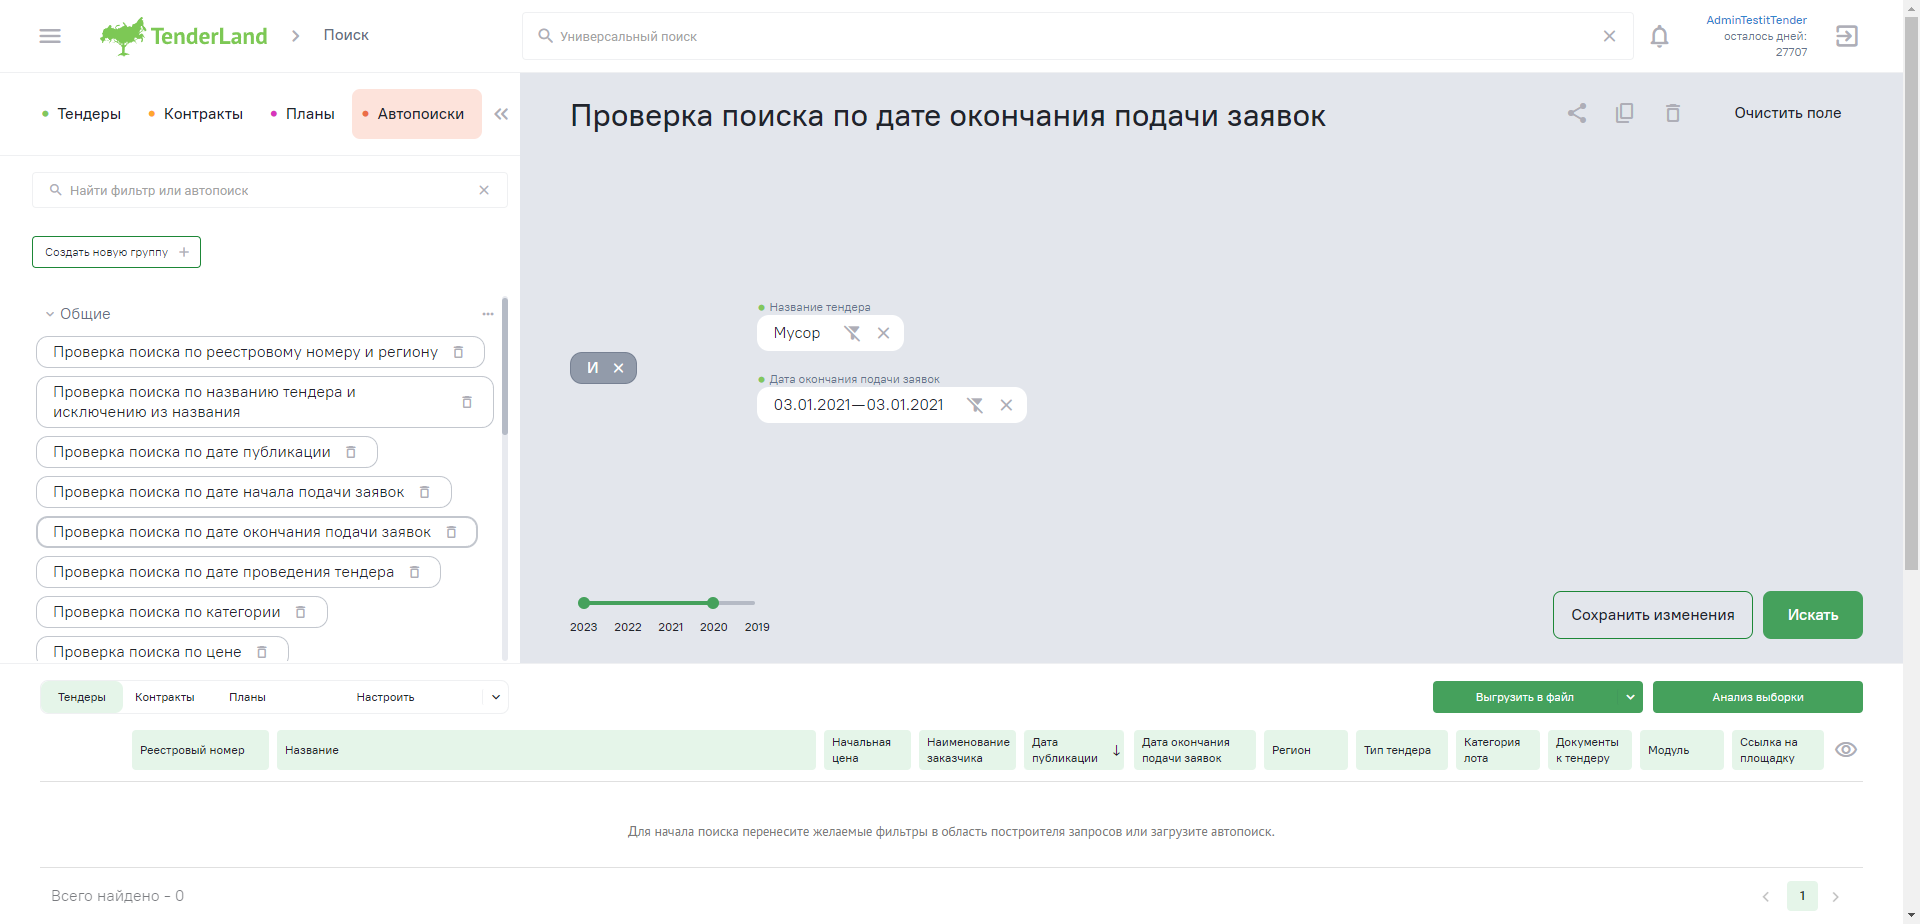 TenderLand
Поиск
Универсальный поиск
AdminTestitTender
осталось дней:
27707
Тендеры
Контракты
Планы
Автопоиски
Найти фильтр или автопоиск
Создать новую группу
Общие
Проверка поиска по реестровому номеру и региону
Проверка поиска по названию тендера и
исключению из названия
Проверка поиска по дате публикации
Проверка поиска по дате начала подачи заявок
Проверка поиска по дате окончания подачи заявок
Проверка поиска по дате проведения тендера
Проверка поиска по категории
Проверка поиска по цене
Проверка поиска по дате окончания подачи заявок
Очистить поле
Название тендера
Мусор
И
Дата окончания подачи заявок
03.01.2021—03.01.2021
2023 2022 2021 2020 2019
Сохранить изменения
Искать
Тендеры
Контракты
Планы
Настроить
Выгрузить в файл
Анализ выборки
Реестровый номер
Название
Начальная
цена
Наименование
заказчика
Дата
публикации
Дата окончания
подачи заявок
Регион
Тип тендера
Категория
лота
Документы
к тендеру
Модуль
Ссылка на
площадку
Для начала поиска перенесите желаемые фильтры в область построителя запросов или загрузите автопоиск.
Всего найдено - 0
1